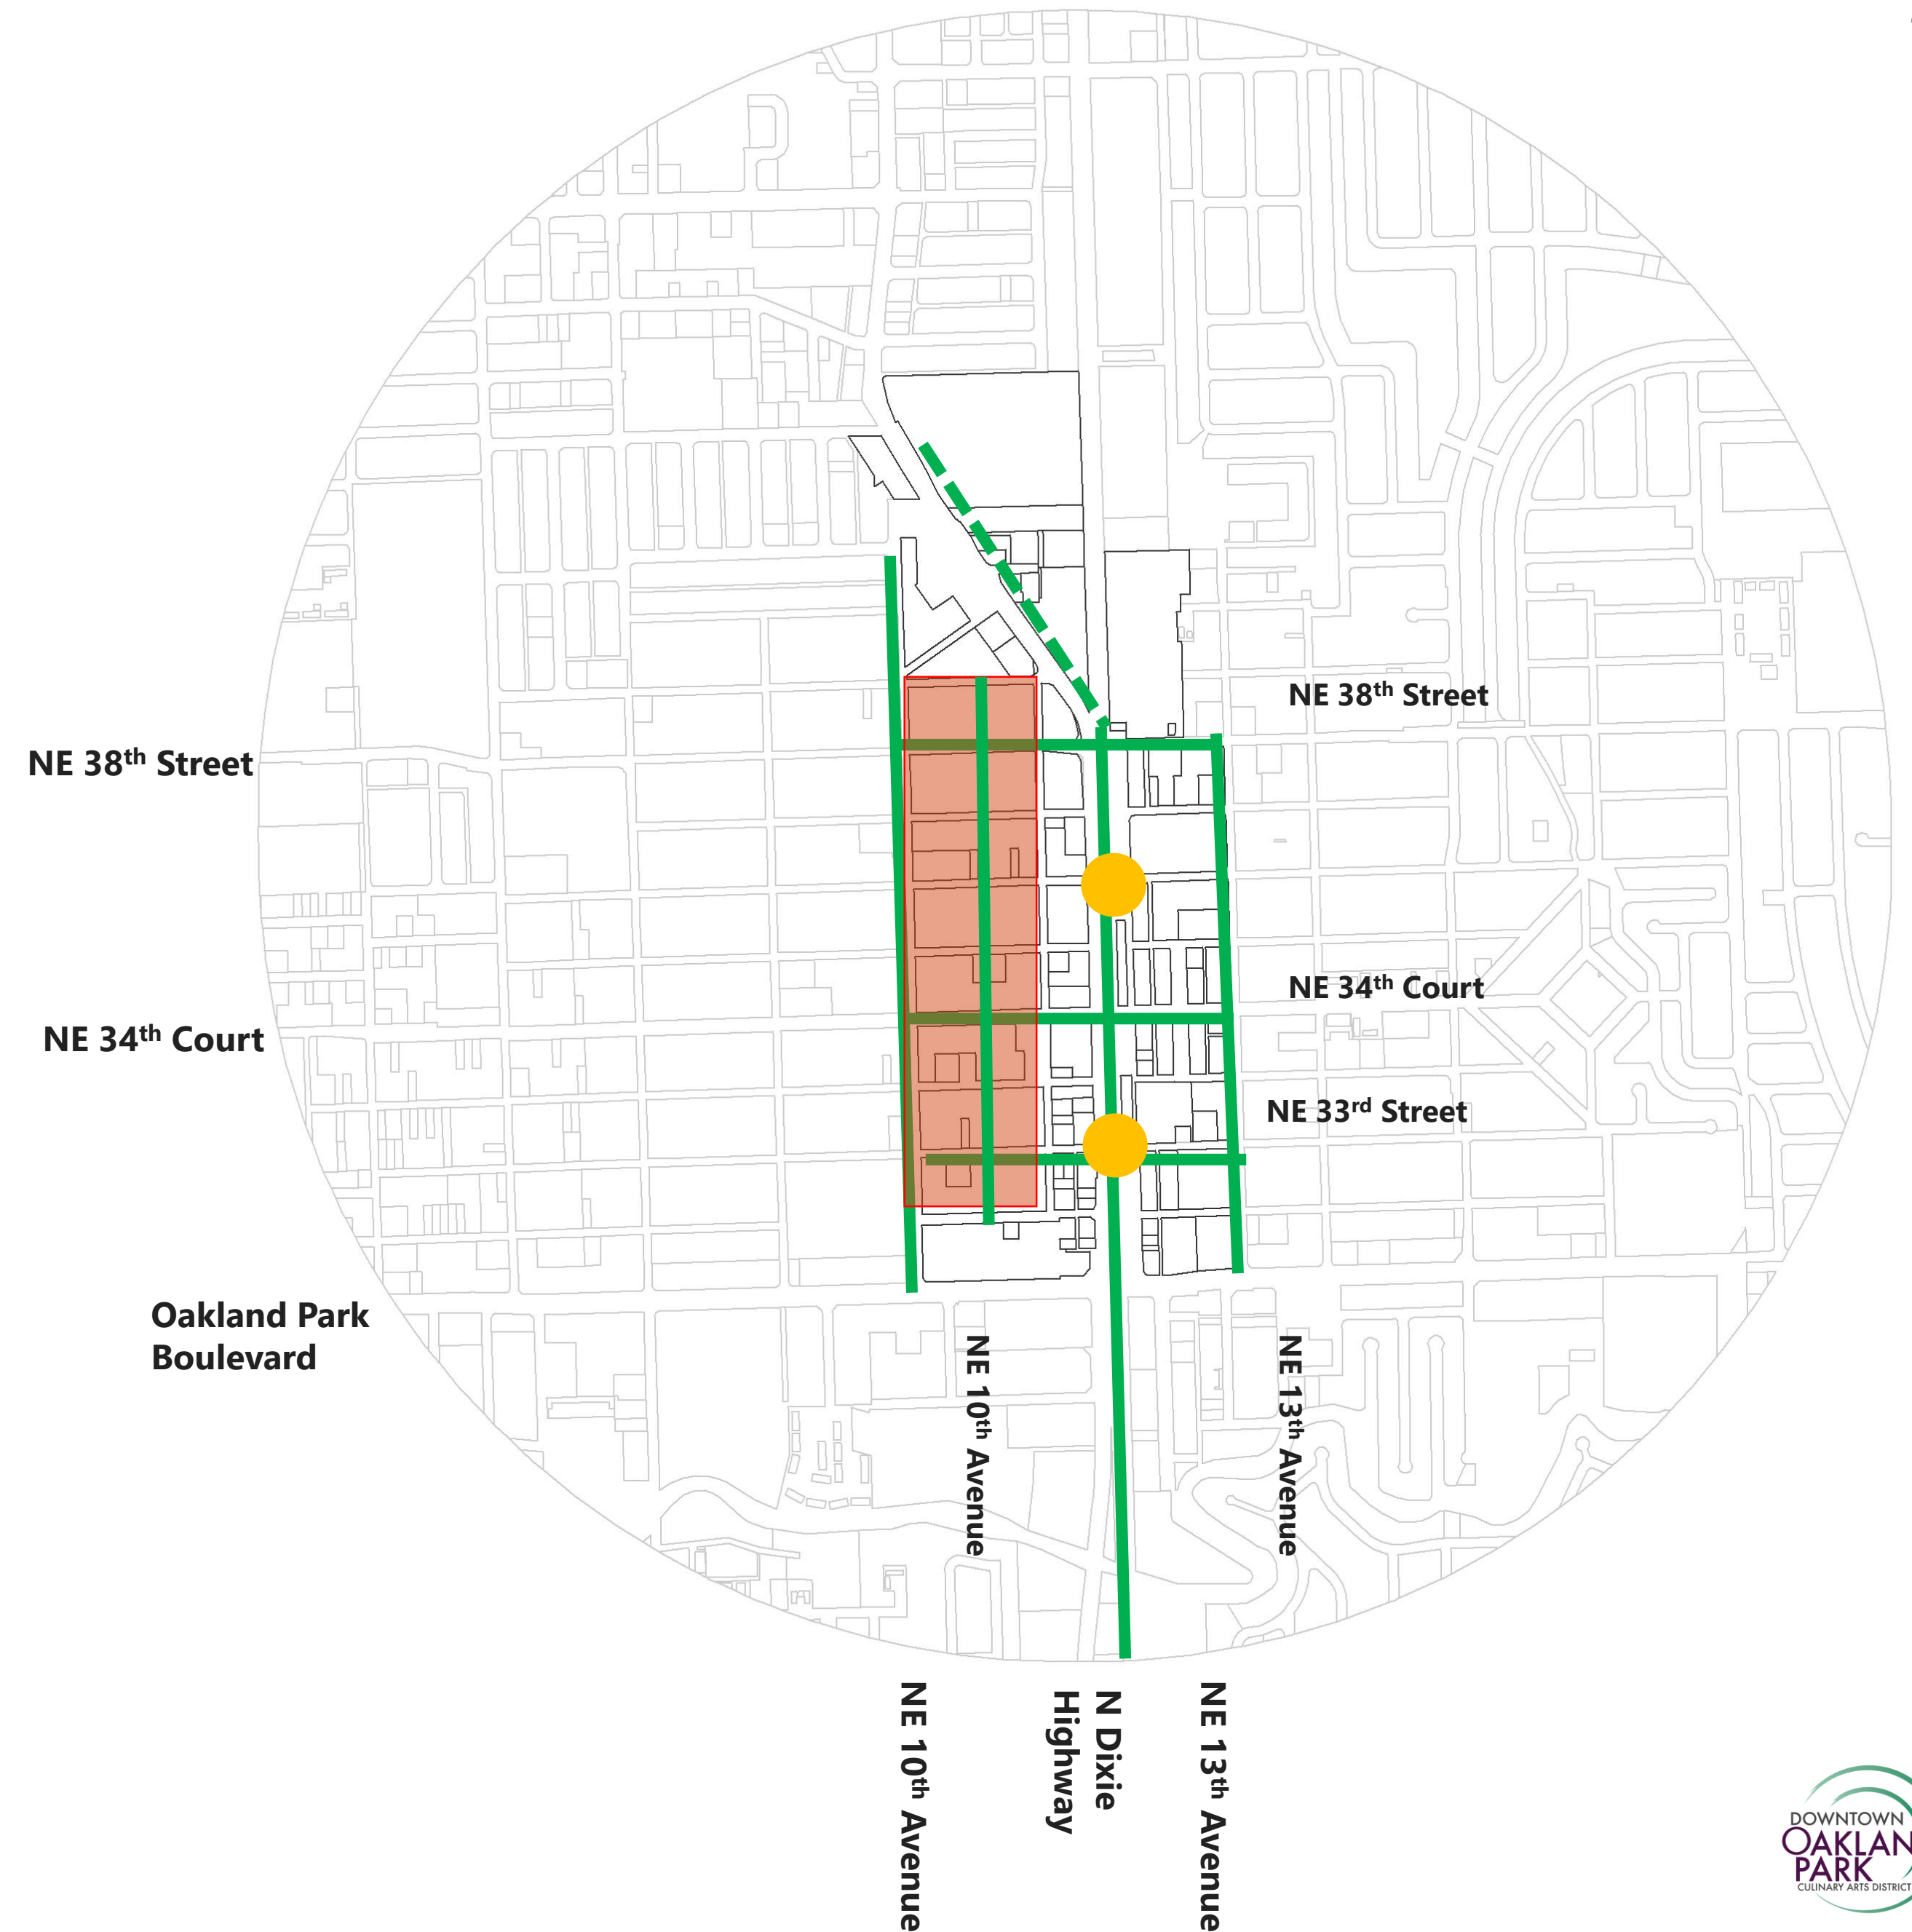 NE 38th Street
NE 38th Street
NE 34th Court
NE 34th Court
NE 33rd Street
Oakland Park
Boulevard
NE 10th Avenue
NE 13th Avenue
NE 10th Avenue
N Dixie
Highway
NE 13th Avenue
DOWNTOWN
OAKLAN
PARK
CULINARY ARTS DISTRICT